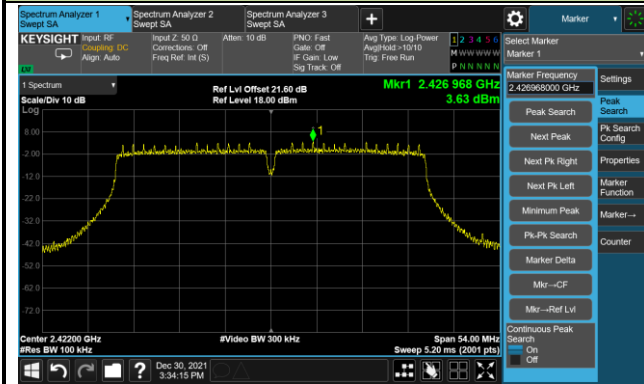 Spectrum Analyzer 1
Swept SA
Spectrum Analyzer 2
Swept SA
Spectrum Analyzer 3
Swept SA
+
Marker
KEYSIGHT
Input: RF
Coupling: DC
Align: Auto
Input Z: 50 Ω
Corrections: Off
Freq Ref: Int (S)
Atten: 10 dB
PNO: Fast
Gate: Off
IF Gain: Low
Sig Track: Off
Avg Type: Log-Power
Avg|Hold:>10/10
Trig: Free Run
1 2 3 4 5 6
M W W W W W
P N N N N N
LW
Select Marker
Marker 1
1 Spectrum
Scale/Div 10 dB
Log
Ref Lvl Offset 21.60 dB
Ref Level 18.00 dBm
Mkr1 2.426 968 GHz
3.63 dBm
8.00
-2.00
-12.0
-22.0
-32.0
-42.0
-52.0
-62.0
-72.0
1
Center 2.42200 GHz
#Res BW 100 kHz
#Video BW 300 kHz
Span 54.00 MHz
Sweep 5.20 ms (2001 pts)
Marker Frequency
2.426968000 GHz
Peak Search
Next Peak
Next Pk Right
Next Pk Left
Minimum Peak
Pk-Pk Search
Marker Delta
Mkr→CF
Mkr→Ref Lvl
Continuous Peak
Search
On
Off
Settings
Peak
Search
Pk Search
Config
Properties
Marker
Function
Marker→
Counter
?
Dec 30, 2021
3:34:15 PM